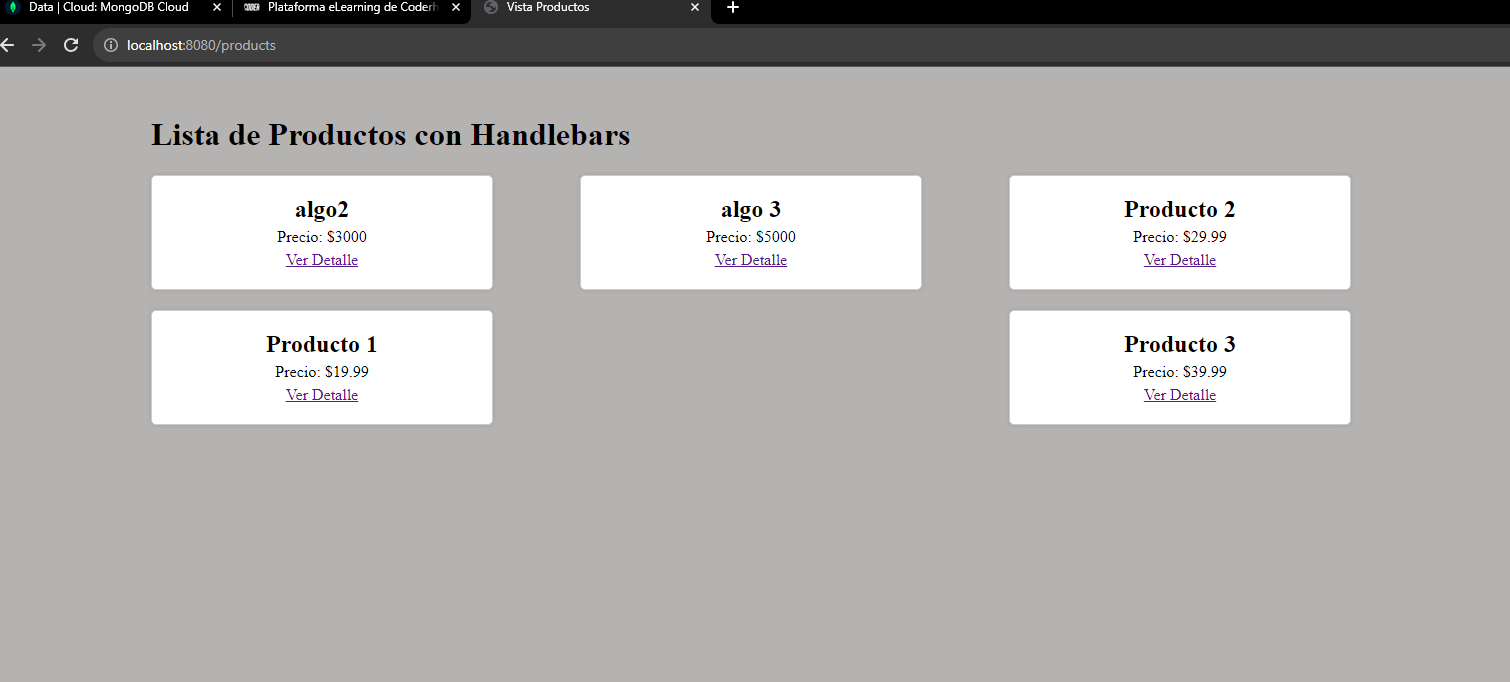 Data | Cloud: MongoDB Cloud
CODER
Plataforma eLearning de Coderh
Vista Productos
localhost:8080/products
Lista de Productos con Handlebars
algo2
Precio: $3000
Ver Detalle
algo 3
Precio: $5000
Ver Detalle
Producto 2
Precio: $29.99
Ver Detalle
Producto 1
Precio: $19.99
Ver Detalle
Producto 3
Precio: $39.99
Ver Detalle